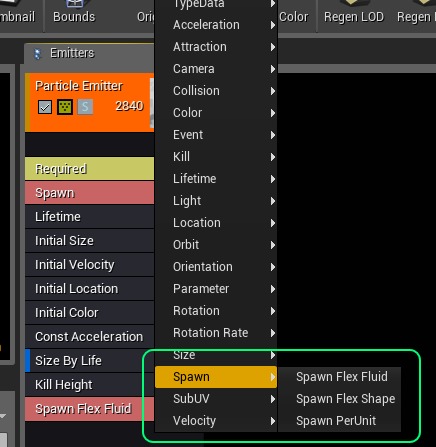 mbnail
Bounds
Ori
Color
Regen LOD
Regen
Emitters
Particle Emitter
S
2840
Required
Spawn
Lifetime
Initial Size
Initial Velocity
Initial Location
Initial Color
Const Acceleration
Size By Life
Kill Height
Spawn Flex Fluid
TypeData
Acceleration
Attraction
Camera
Collision
Color
Event
Kill
Lifetime
Light
Location
Orbit
Orientation
Parameter
Rotation
Rotation Rate
Size
Spawn
SubUV
Velocity
Spawn Flex Fluid
Spawn Flex Shape
Spawn PerUnit